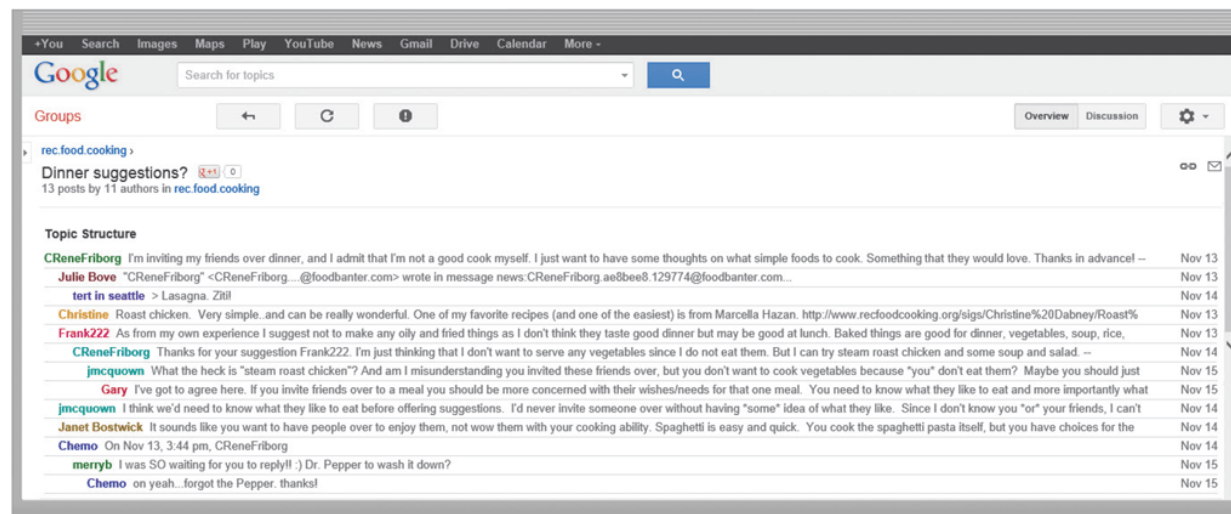 +You Search Images Maps Play YouTube News Gmail Drive Calendar More -
Google Search for topics
Groups Overview Discussion
rec.food.cooking ›
Dinner suggestions? +1 0
13 posts by 11 authors in rec.food.cooking
Topic Structure
CReneFriborg I'm inviting my friends over dinner, and I admit that I'm not a good cook myself. I just want to have some thoughts on what simple foods to cook. Something that they would love. Thanks in advance! -- Nov 13
Julie Bove "CReneFriborg" <CReneFriborg....@foodbanter.com> wrote in message news:CReneFriborg.ae8bee8.129774@foodbanter.com... Nov 13
tert in seattle > Lasagna. Ziti! Nov 14
Christine Roast chicken. Very simple..and can be really wonderful. One of my favorite recipes (and one of the easiest) is from Marcella Hazan. http://www.recfoodcooking.org/sigs/Christine%20Dabney/Roast% Nov 13
Frank222 As from my own experience I suggest not to make any oily and fried things as I don't think they taste good dinner but may be good at lunch. Baked things are good for dinner, vegetables, soup, rice, Nov 13
CReneFriborg Thanks for your suggestion Frank222. I'm just thinking that I don't want to serve any vegetables since I do not eat them. But I can try steam roast chicken and some soup and salad. -- Nov 14
jmcquown What the heck is "steam roast chicken"? And am I misunderstanding you invited these friends over, but you don't want to cook vegetables because *you* don't eat them? Maybe you should just Nov 15
Gary I've got to agree here. If you invite friends over to a meal you should be more concerned with their wishes/needs for that one meal. You need to know what they like to eat and more importantly what Nov 15
jmcquown I think we'd need to know what they like to eat before offering suggestions. I'd never invite someone over without having *some* idea of what they like. Since I don't know you *or* your friends, I can't Nov 14
Janet Bostwick It sounds like you want to have people over to enjoy them, not wow them with your cooking ability. Spaghetti is easy and quick. You cook the spaghetti pasta itself, but you have choices for the Nov 14
Chemo On Nov 13, 3:44 pm, CReneFriborg Nov 14
merryb I was SO waiting for you to reply!! :) Dr. Pepper to wash it down? Nov 15
Chemo on yeah...forgot the Pepper. thanks! Nov 15